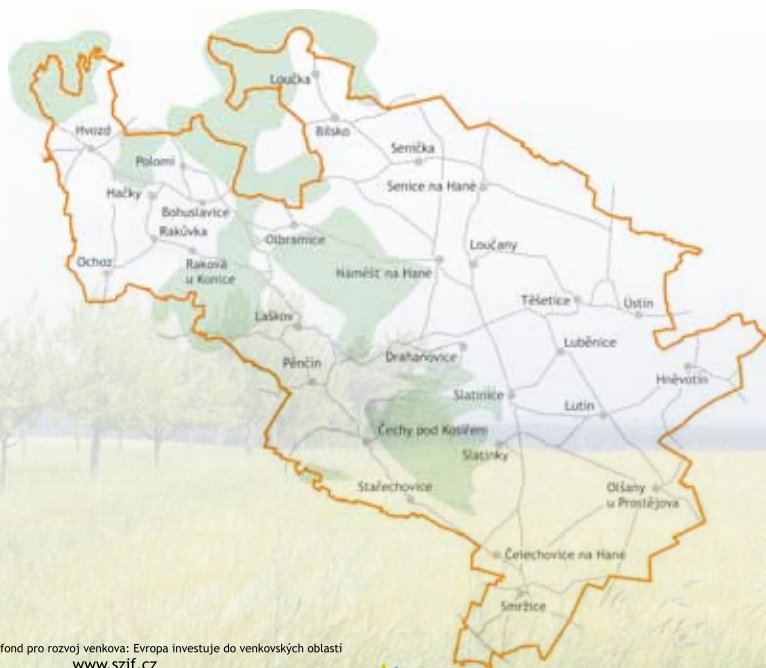 Loučka
Bílsko
Hvozd
Senička
Polomí
Senice na Hané
Hačky
Bohuslavice
Rakůvka
Olbramice
Loučany
Ochoz
Raková
u Konice
Náměšť na Hané
Těšetice
Ústín
Laškov
Luběnice
Drahanovice
Pěnčín
Hněvotín
Slatinice
Lutín
Čechy pod Kosířem
Slatinky
Stařechovice
Olšany
u Prostějova
Čelechovice na Hané
Smržice
fond pro rozvoj venkova: Evropa investuje do venkovských oblastí
www.szif.cz